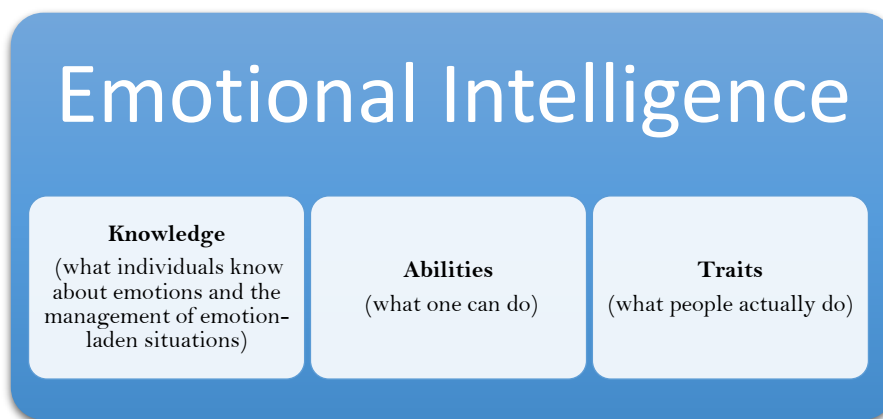 Emotional Intelligence
Knowledge
(what individuals know
about emotions and the
management of emotion-
laden situations)
Abilities
(what one can do)
Traits
(what people actually do)